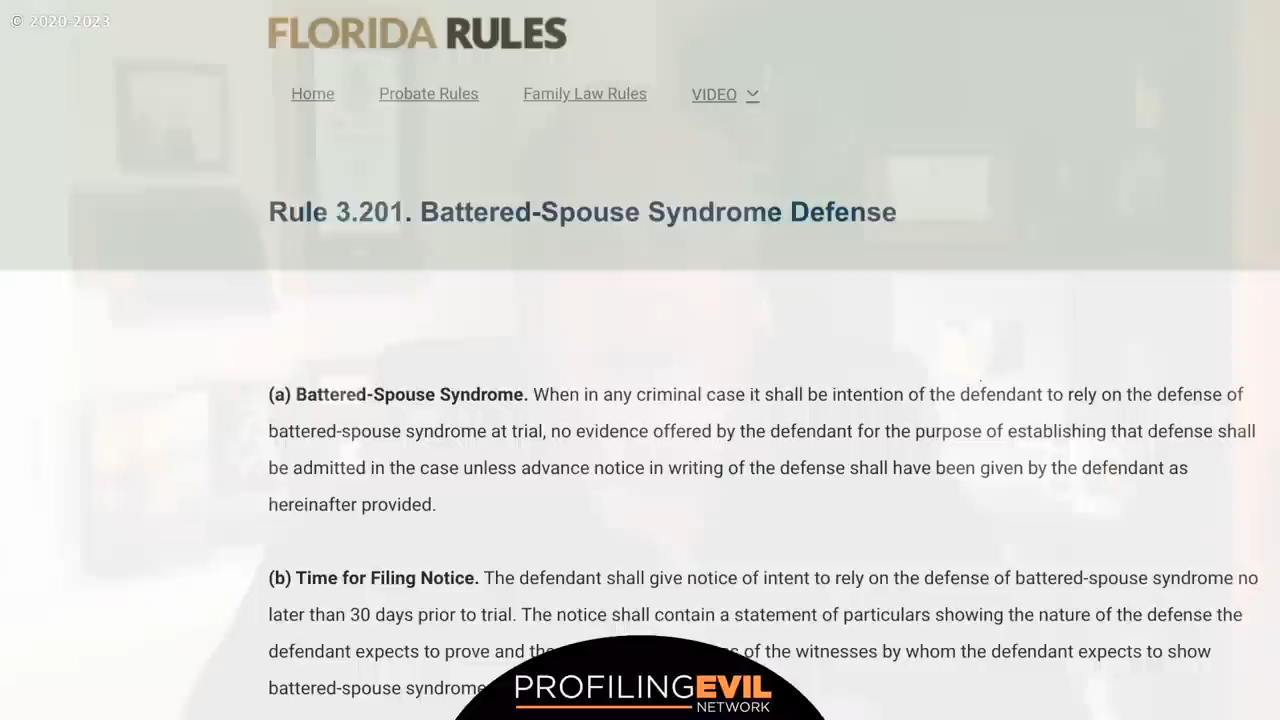 © 2020-2023
FLORIDA RULES
Home Probate Rules Family Law Rules VIDEO
Rule 3.201. Battered-Spouse Syndrome Defense
(a) Battered-Spouse Syndrome. When in any criminal case it shall be intention of the defendant to rely on the defense of
battered-spouse syndrome at trial, no evidence offered by the defendant for the purpose of establishing that defense shall
be admitted in the case unless advance notice in writing of the defense shall have been given by the defendant as
hereinafter provided.
(b) Time for Filing Notice. The defendant shall give notice of intent to rely on the defense of battered-spouse syndrome no
later than 30 days prior to trial. The notice shall contain a statement of particulars showing the nature of the defense the
defendant expects to prove and of the witnesses by whom the defendant expects to show
battered-spouse syndrome
PROFILING EVIL
NETWORK